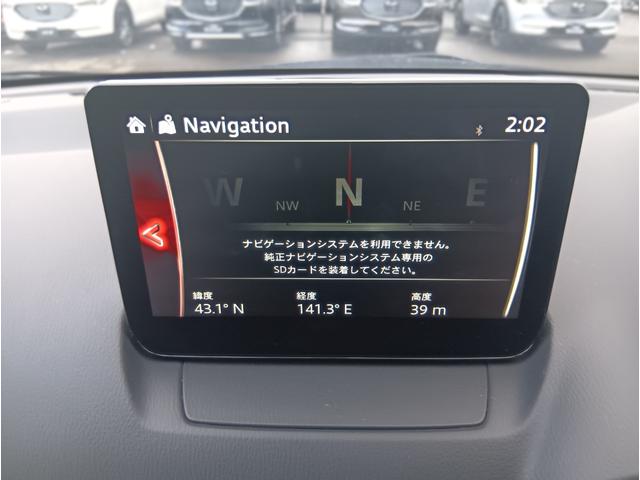 Navigation
2:02
W NW N NE E
ナビゲーションシステムを利用できません。
純正ナビゲーションシステム専用の
SDカードを装着してください。
緯度 経度 高度
43.1° N 141.3° E 39 m